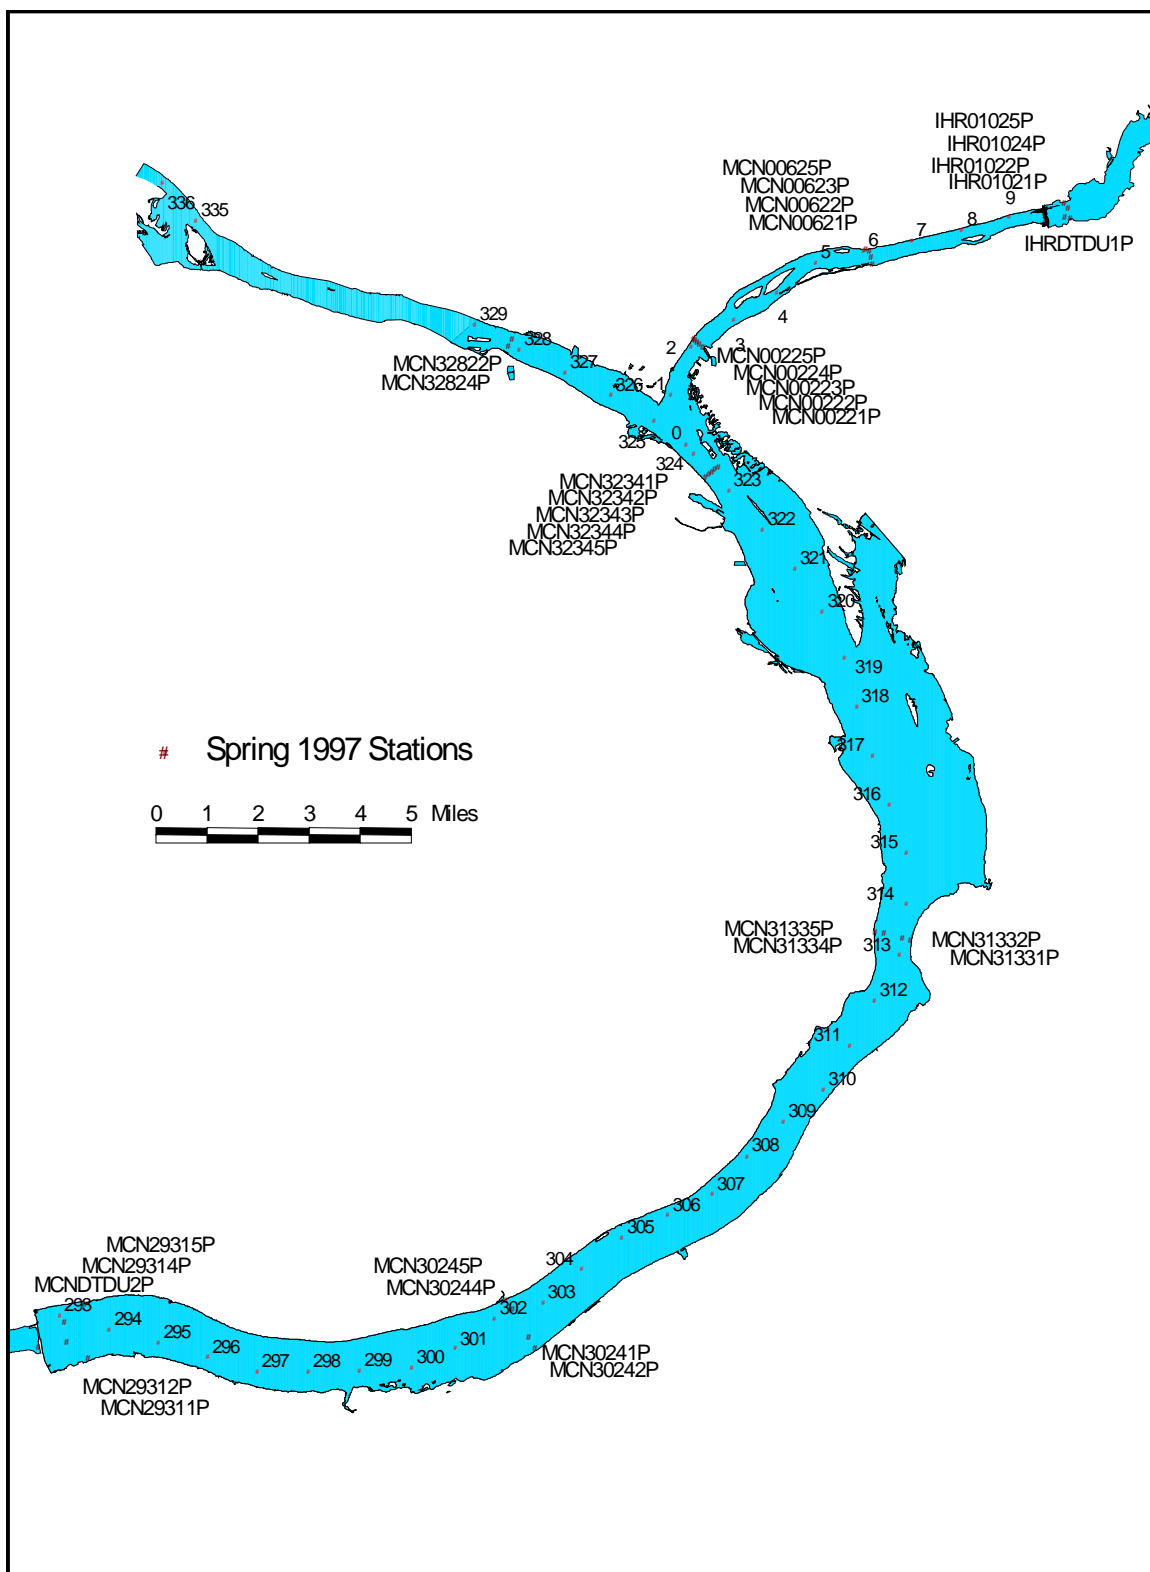 IHR01025P
IHR01024P
IHR01022P
IHR01021P
MCN00625P
MCN00623P
MCN00622P
MCN00621P
9
8
7
6
5
IHRDTDU1P
336
335
4
3
2
329
328
327
326
1
MCN32822P
MCN32824P
MCN00225P
MCN00224P
MCN00223P
MCN00222P
MCN00221P
325
0
324
MCN32341P
MCN32342P
MCN32343P
MCN32344P
MCN32345P
323
322
321
320
319
318
317
# Spring 1997 Stations
0 1 2 3 4 5 Miles
316
315
314
MCN31335P
MCN31334P
313
MCN31332P
MCN31331P
312
311
310
309
308
307
306
305
304
303
302
MCN30245P
MCN30244P
MCN29315P
MCN29314P
MCNDTDU2P
293
294
295
296
297
298
299
300
301
MCN30241P
MCN30242P
MCN29312P
MCN29311P